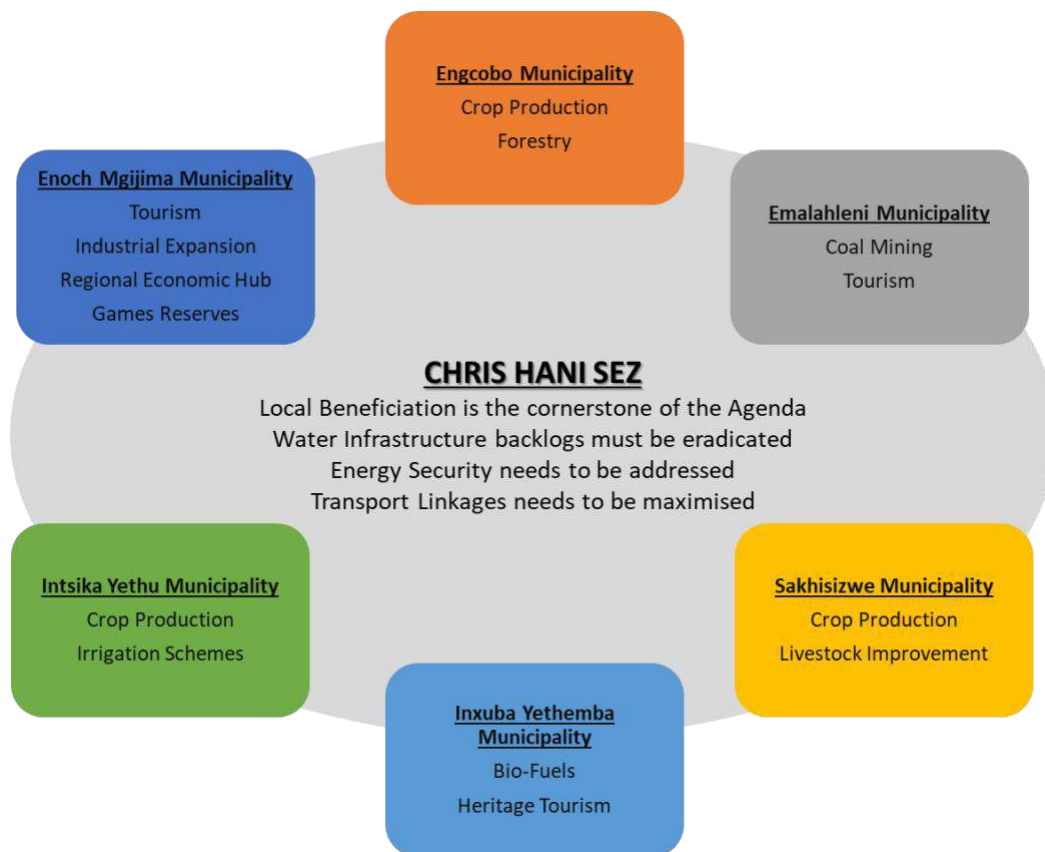 Engcobo Municipality
Crop Production
Forestry
Enoch Mgijima Municipality
Tourism
Industrial Expansion
Regional Economic Hub
Games Reserves
Emalahleni Municipality
Coal Mining
Tourism
CHRIS HANI SEZ
Local Beneficiation is the cornerstone of the Agenda
Water Infrastructure backlogs must be eradicated
Energy Security needs to be addressed
Transport Linkages needs to be maximised
Intsika Yethu Municipality
Crop Production
Irrigation Schemes
Sakhisizwe Municipality
Crop Production
Livestock Improvement
Inxuba Yethemba
Municipality
Bio-Fuels
Heritage Tourism